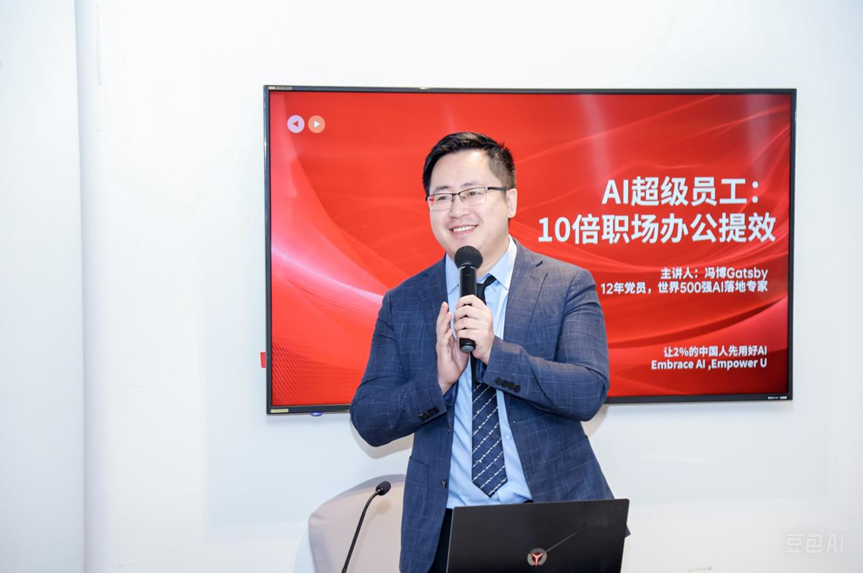 AI超级员工：
10倍职场办公提效
主讲人：冯博Gatsby
12年党员，世界500强AI落地专家
让2%的中国人先用好AI
Embrace AI ,Empower U
豆包AI